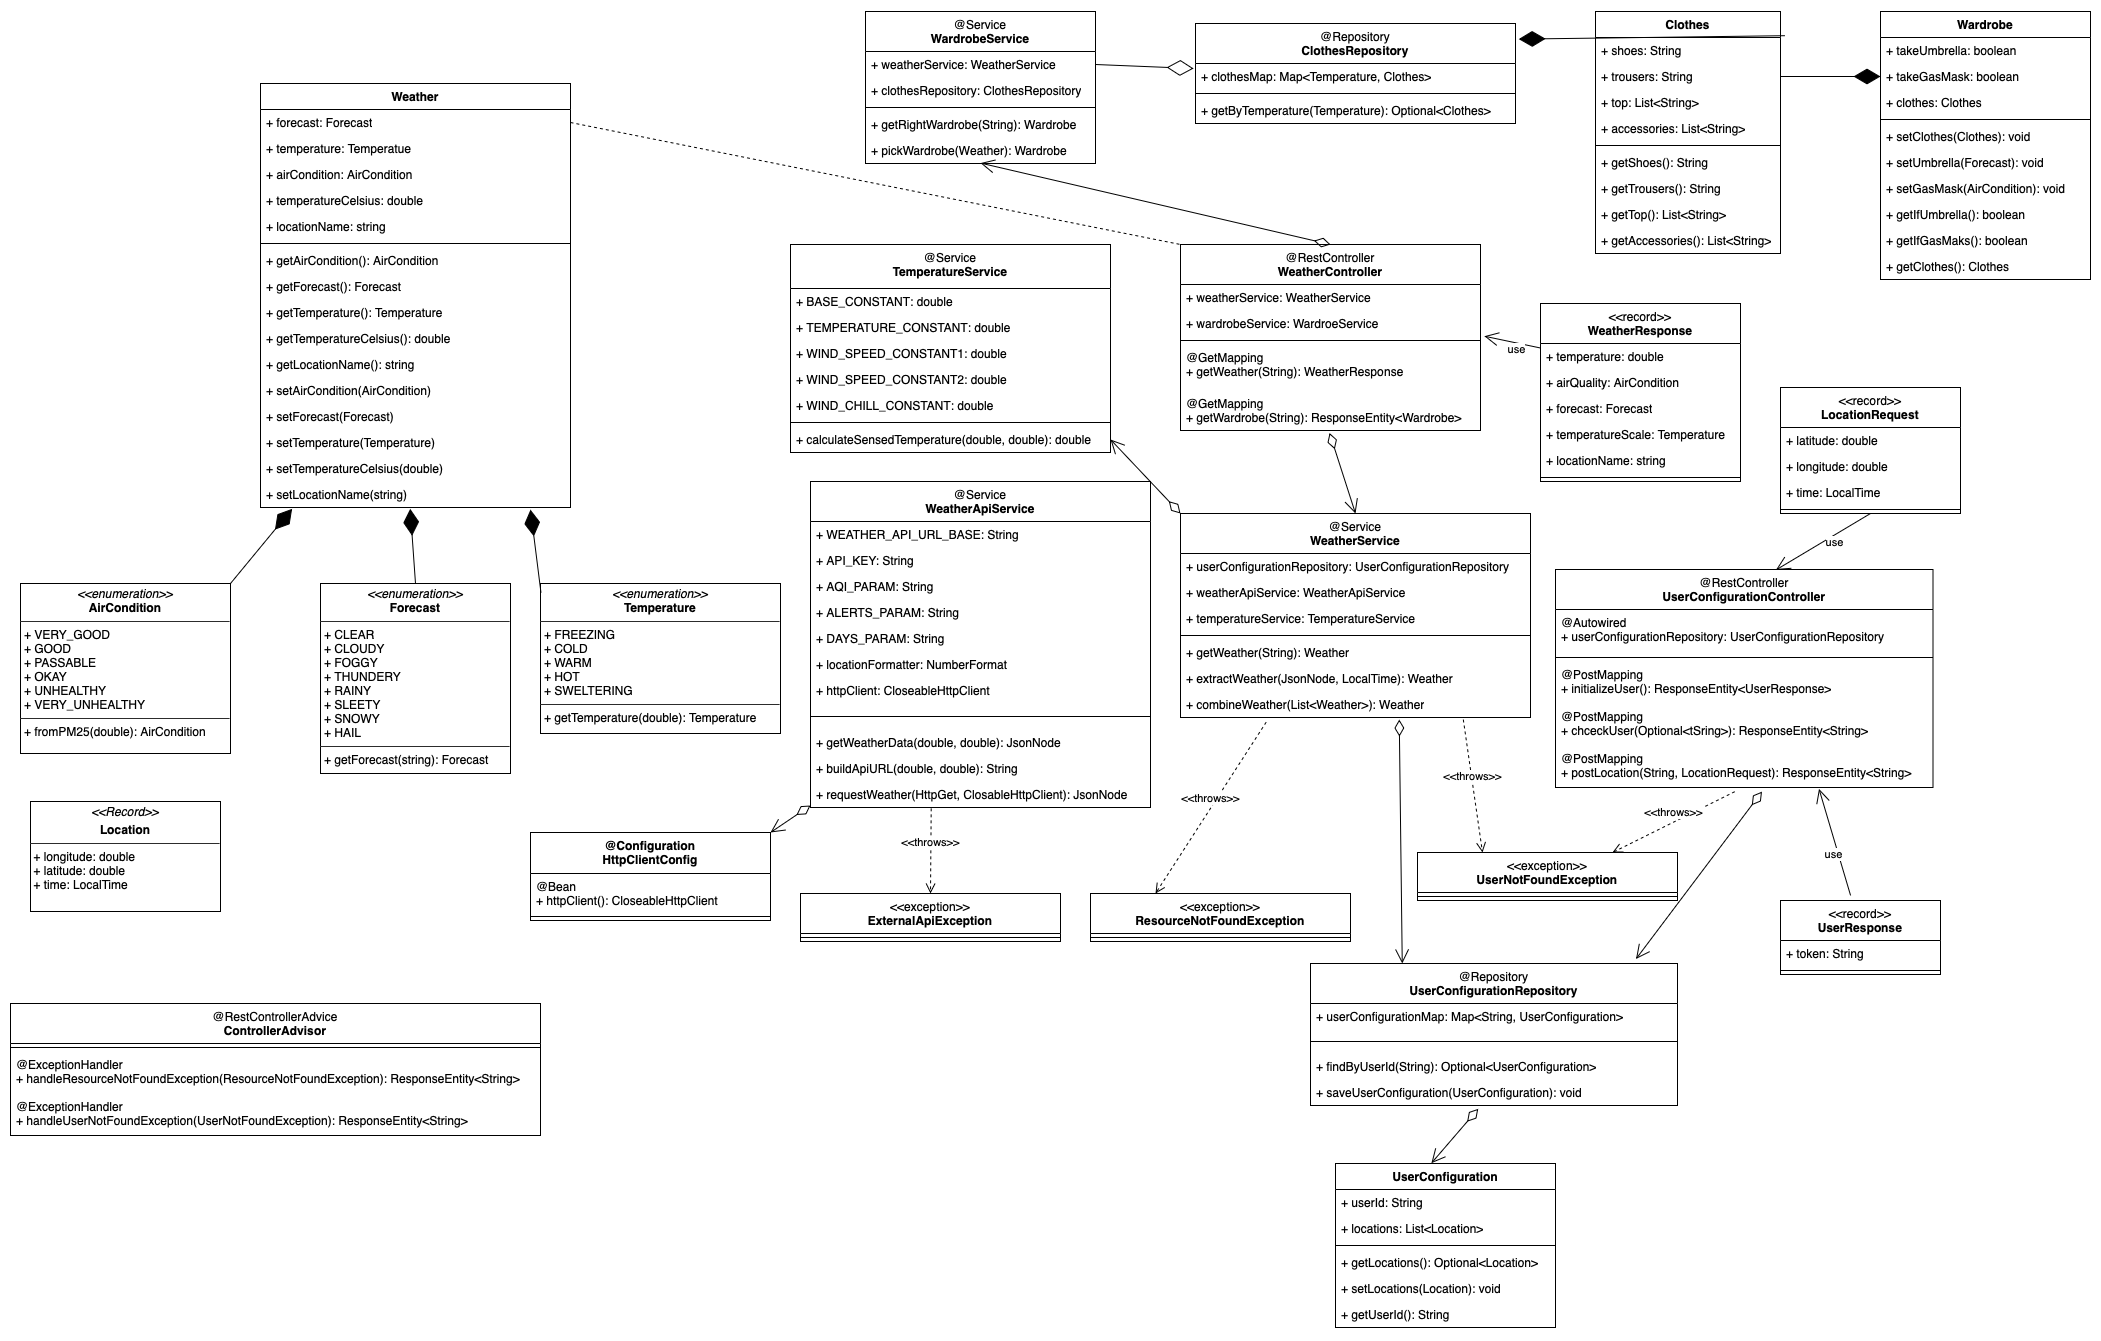 @Service
WardrobeService
+ weatherService: WeatherService
+ clothesRepository: ClothesRepository
+ getRightWardrobe(String): Wardrobe
+ pickWardrobe(Weather): Wardrobe
@Repository
ClothesRepository
+ clothesMap: Map<Temperature, Clothes>
+ getByTemperature(Temperature): Optional<Clothes>
Clothes
+ shoes: String
+ trousers: String
+ top: List<String>
+ accessories: List<String>
+ getShoes(): String
+ getTrousers(): String
+ getTop(): List<String>
+ getAccessories(): List<String>
Wardrobe
+ takeUmbrella: boolean
+ takeGasMask: boolean
+ clothes: Clothes
+ setClothes(Clothes): void
+ setUmbrella(Forecast): void
+ setGasMask(AirCondition): void
+ getIfUmbrella(): boolean
+ getIfGasMaks(): boolean
+ getClothes(): Clothes
Weather
+ forecast: Forecast
+ temperature: Temperatue
+ airCondition: AirCondition
+ temperatureCelsius: double
+ locationName: string
+ getAirCondition(): AirCondition
+ getForecast(): Forecast
+ getTemperature(): Temperature
+ getTemperatureCelsius(): double
+ getLocationName(): string
+ setAirCondition(AirCondition)
+ setForecast(Forecast)
+ setTemperature(Temperature)
+ setTemperatureCelsius(double)
+ setLocationName(string)
@Service
TemperatureService
+ BASE_CONSTANT: double
+ TEMPERATURE_CONSTANT: double
+ WIND_SPEED_CONSTANT1: double
+ WIND_SPEED_CONSTANT2: double
+ WIND_CHILL_CONSTANT: double
+ calculateSensedTemperature(double, double): double
@RestController
WeatherController
+ weatherService: WeatherService
+ wardrobeService: WardroeService
@GetMapping
+ getWeather(String): WeatherResponse
@GetMapping
+ getWardrobe(String): ResponseEntity<Wardrobe>
use
<<record>>
WeatherResponse
+ temperature: double
+ airQuality: AirCondition
+ forecast: Forecast
+ temperatureScale: Temperature
+ locationName: string
<<record>>
LocationRequest
+ latitude: double
+ longitude: double
+ time: LocalTime
use
<<enumeration>>
AirCondition
+ VERY_GOOD
+ GOOD
+ PASSABLE
+ OKAY
+ UNHEALTHY
+ VERY_UNHEALTHY
+ fromPM25(double): AirCondition
<<enumeration>>
Forecast
+ CLEAR
+ CLOUDY
+ FOGGY
+ THUNDERY
+ RAINY
+ SLEETY
+ SNOWY
+ HAIL
+ getForecast(string): Forecast
<<enumeration>>
Temperature
+ FREEZING
+ COLD
+ WARM
+ HOT
+ SWELTERING
+ getTemperature(double): Temperature
@Service
WeatherApiService
+ WEATHER_API_URL_BASE: String
+ API_KEY: String
+ AQI_PARAM: String
+ ALERTS_PARAM: String
+ DAYS_PARAM: String
+ locationFormatter: NumberFormat
+ httpClient: CloseableHttpClient
+ getWeatherData(double, double): JsonNode
+ buildApiURL(double, double): String
+ requestWeather(HttpGet, ClosableHttpClient): JsonNode
@Service
WeatherService
+ userConfigurationRepository: UserConfigurationRepository
+ weatherApiService: WeatherApiService
+ temperatureService: TemperatureService
+ getWeather(String): Weather
+ extractWeather(JsonNode, LocalTime): Weather
+ combineWeather(List<Weather>): Weather
@RestController
UserConfigurationController
@Autowired
+ userConfigurationRepository: UserConfigurationRepository
@PostMapping
+ initializeUser(): ResponseEntity<UserResponse>
@PostMapping
+ chceckUser(Optional<tSring>): ResponseEntity<String>
@PostMapping
+ postLocation(String, LocationRequest): ResponseEntity<String>
<<throws>>
<<throws>>
<<throws>>
<<throws>>
use
<<Record>>
Location
+ longitude: double
+ latitude: double
+ time: LocalTime
@Configuration
HttpClientConfig
@Bean
+ httpClient(): CloseableHttpClient
<<exception>>
ExternalApiException
<<exception>>
ResourceNotFoundException
<<exception>>
UserNotFoundException
<<record>>
UserResponse
+ token: String
@Repository
UserConfigurationRepository
+ userConfigurationMap: Map<String, UserConfiguration>
+ findByUserId(String): Optional<UserConfiguration>
+ saveUserConfiguration(UserConfiguration): void
@RestControllerAdvice
ControllerAdvisor
@ExceptionHandler
+ handleResourceNotFoundException(ResourceNotFoundException): ResponseEntity<String>
@ExceptionHandler
+ handleUserNotFoundException(UserNotFoundException): ResponseEntity<String>
UserConfiguration
+ userId: String
+ locations: List<Location>
+ getLocations(): Optional<Location>
+ setLocations(Location): void
+ getUserId(): String